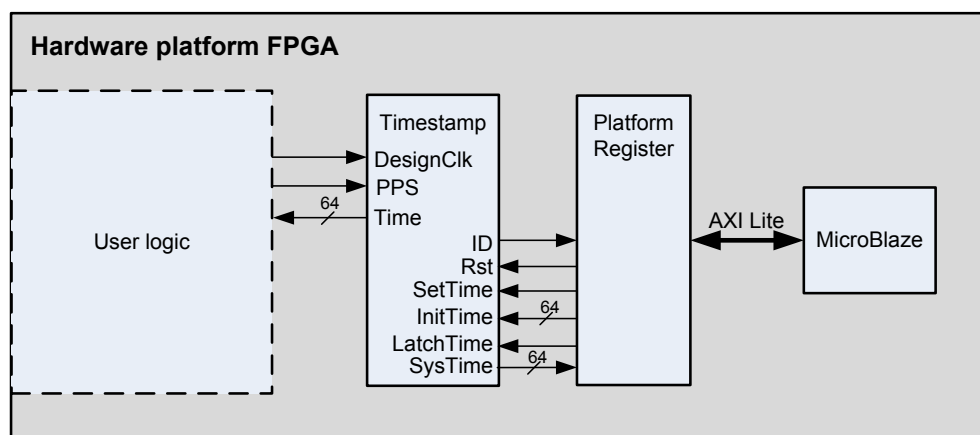 Hardware platform FPGA
User logic
Timestamp
DesignClk
PPS
64
Time
ID
Rst
SetTime
InitTime
64
LatchTime
SysTime
64
Platform
Register
AXI Lite
MicroBlaze